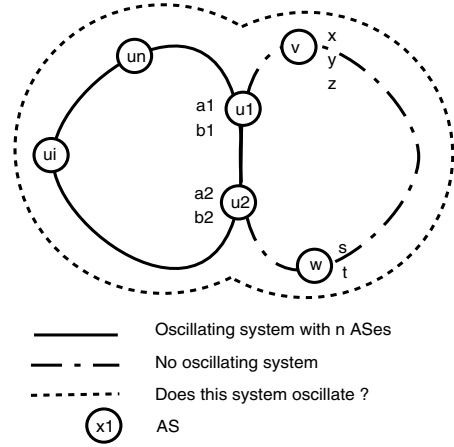 x
v
y
un
z
a1
u1
b1
ui
a2
u2
b2
s
w
t
Oscillating system with n ASes
No oscillating system
Does this system oscillate ?
x1
AS